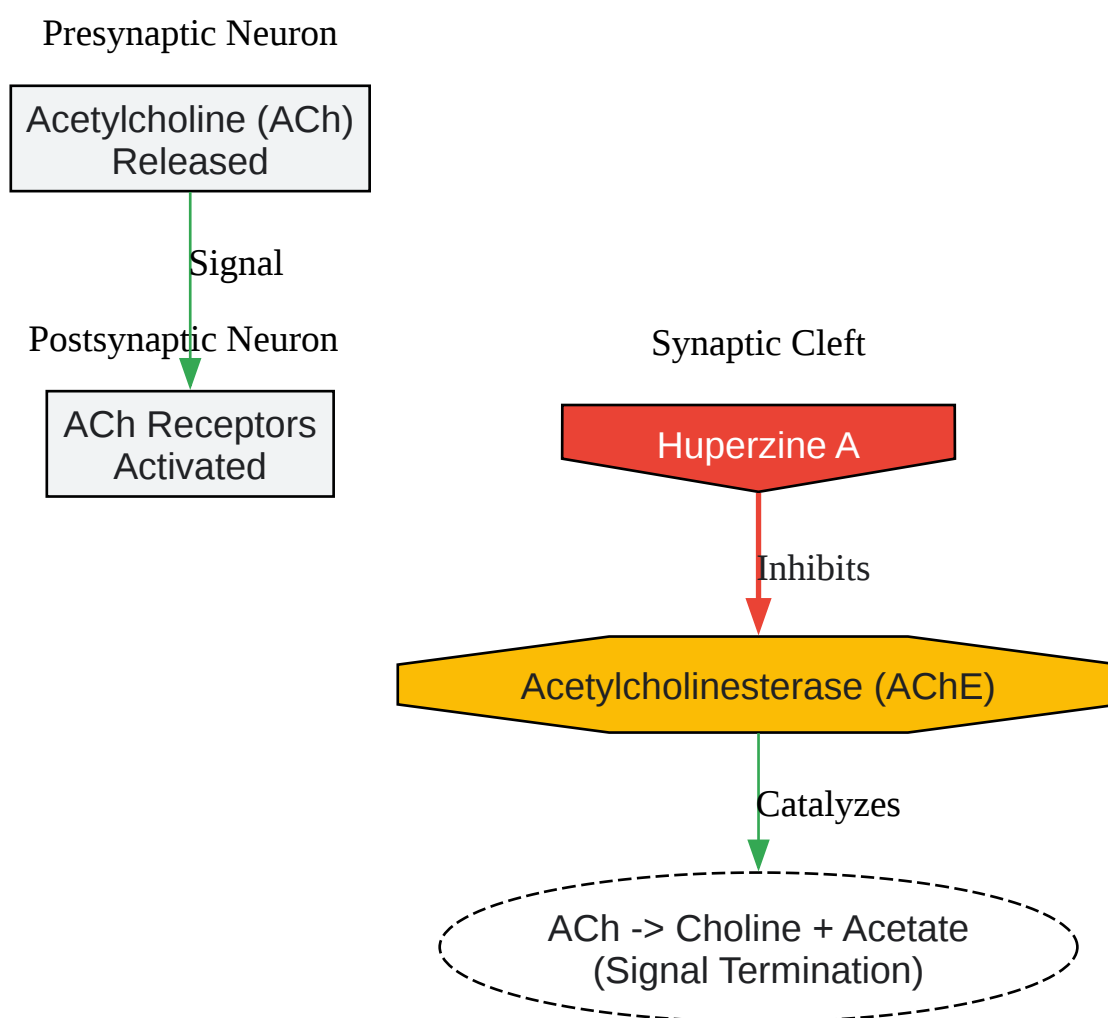 Presynaptic Neuron
Acetylcholine (ACh)
Released
Signal
Postsynaptic Neuron
ACh Receptors
Activated
Synaptic Cleft
Huperzine A
Inhibits
Acetylcholinesterase (AChE)
Catalyzes
ACh -> Choline + Acetate
(Signal Termination)